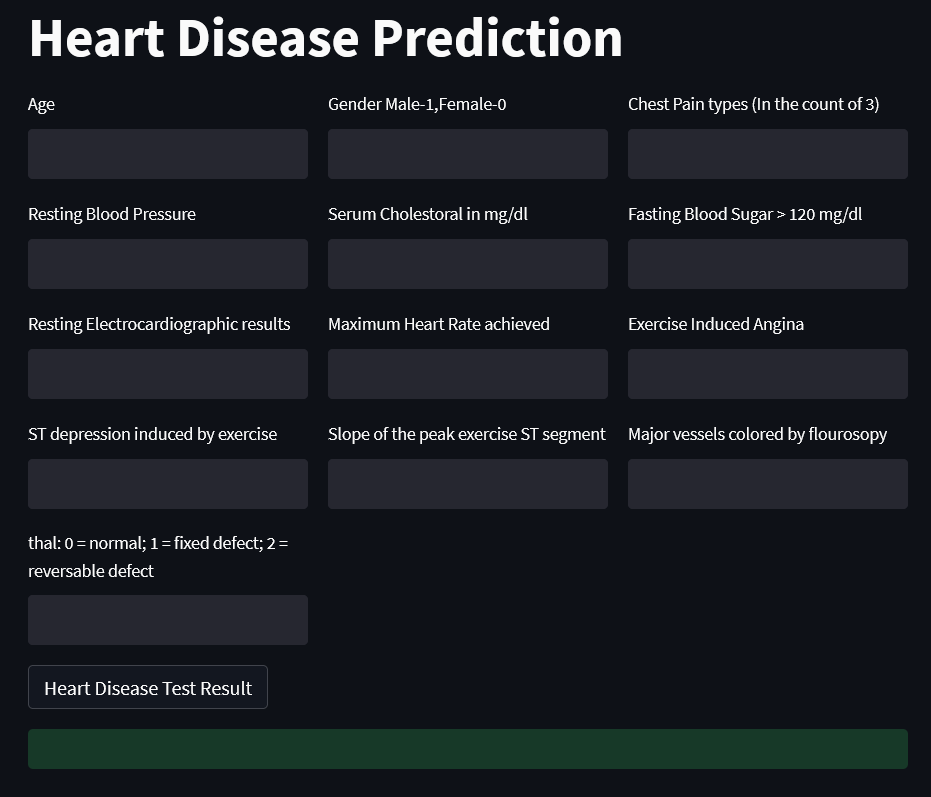 Heart Disease Prediction
Age
Gender Male-1,Female-0
Chest Pain types (In the count of 3)
Resting Blood Pressure
Serum Cholestoral in mg/dl
Fasting Blood Sugar > 120 mg/dl
Resting Electrocardiographic results
Maximum Heart Rate achieved
Exercise Induced Angina
ST depression induced by exercise
Slope of the peak exercise ST segment
Major vessels colored by flourosopy
thal: 0 = normal; 1 = fixed defect; 2 =
reversable defect
Heart Disease Test Result